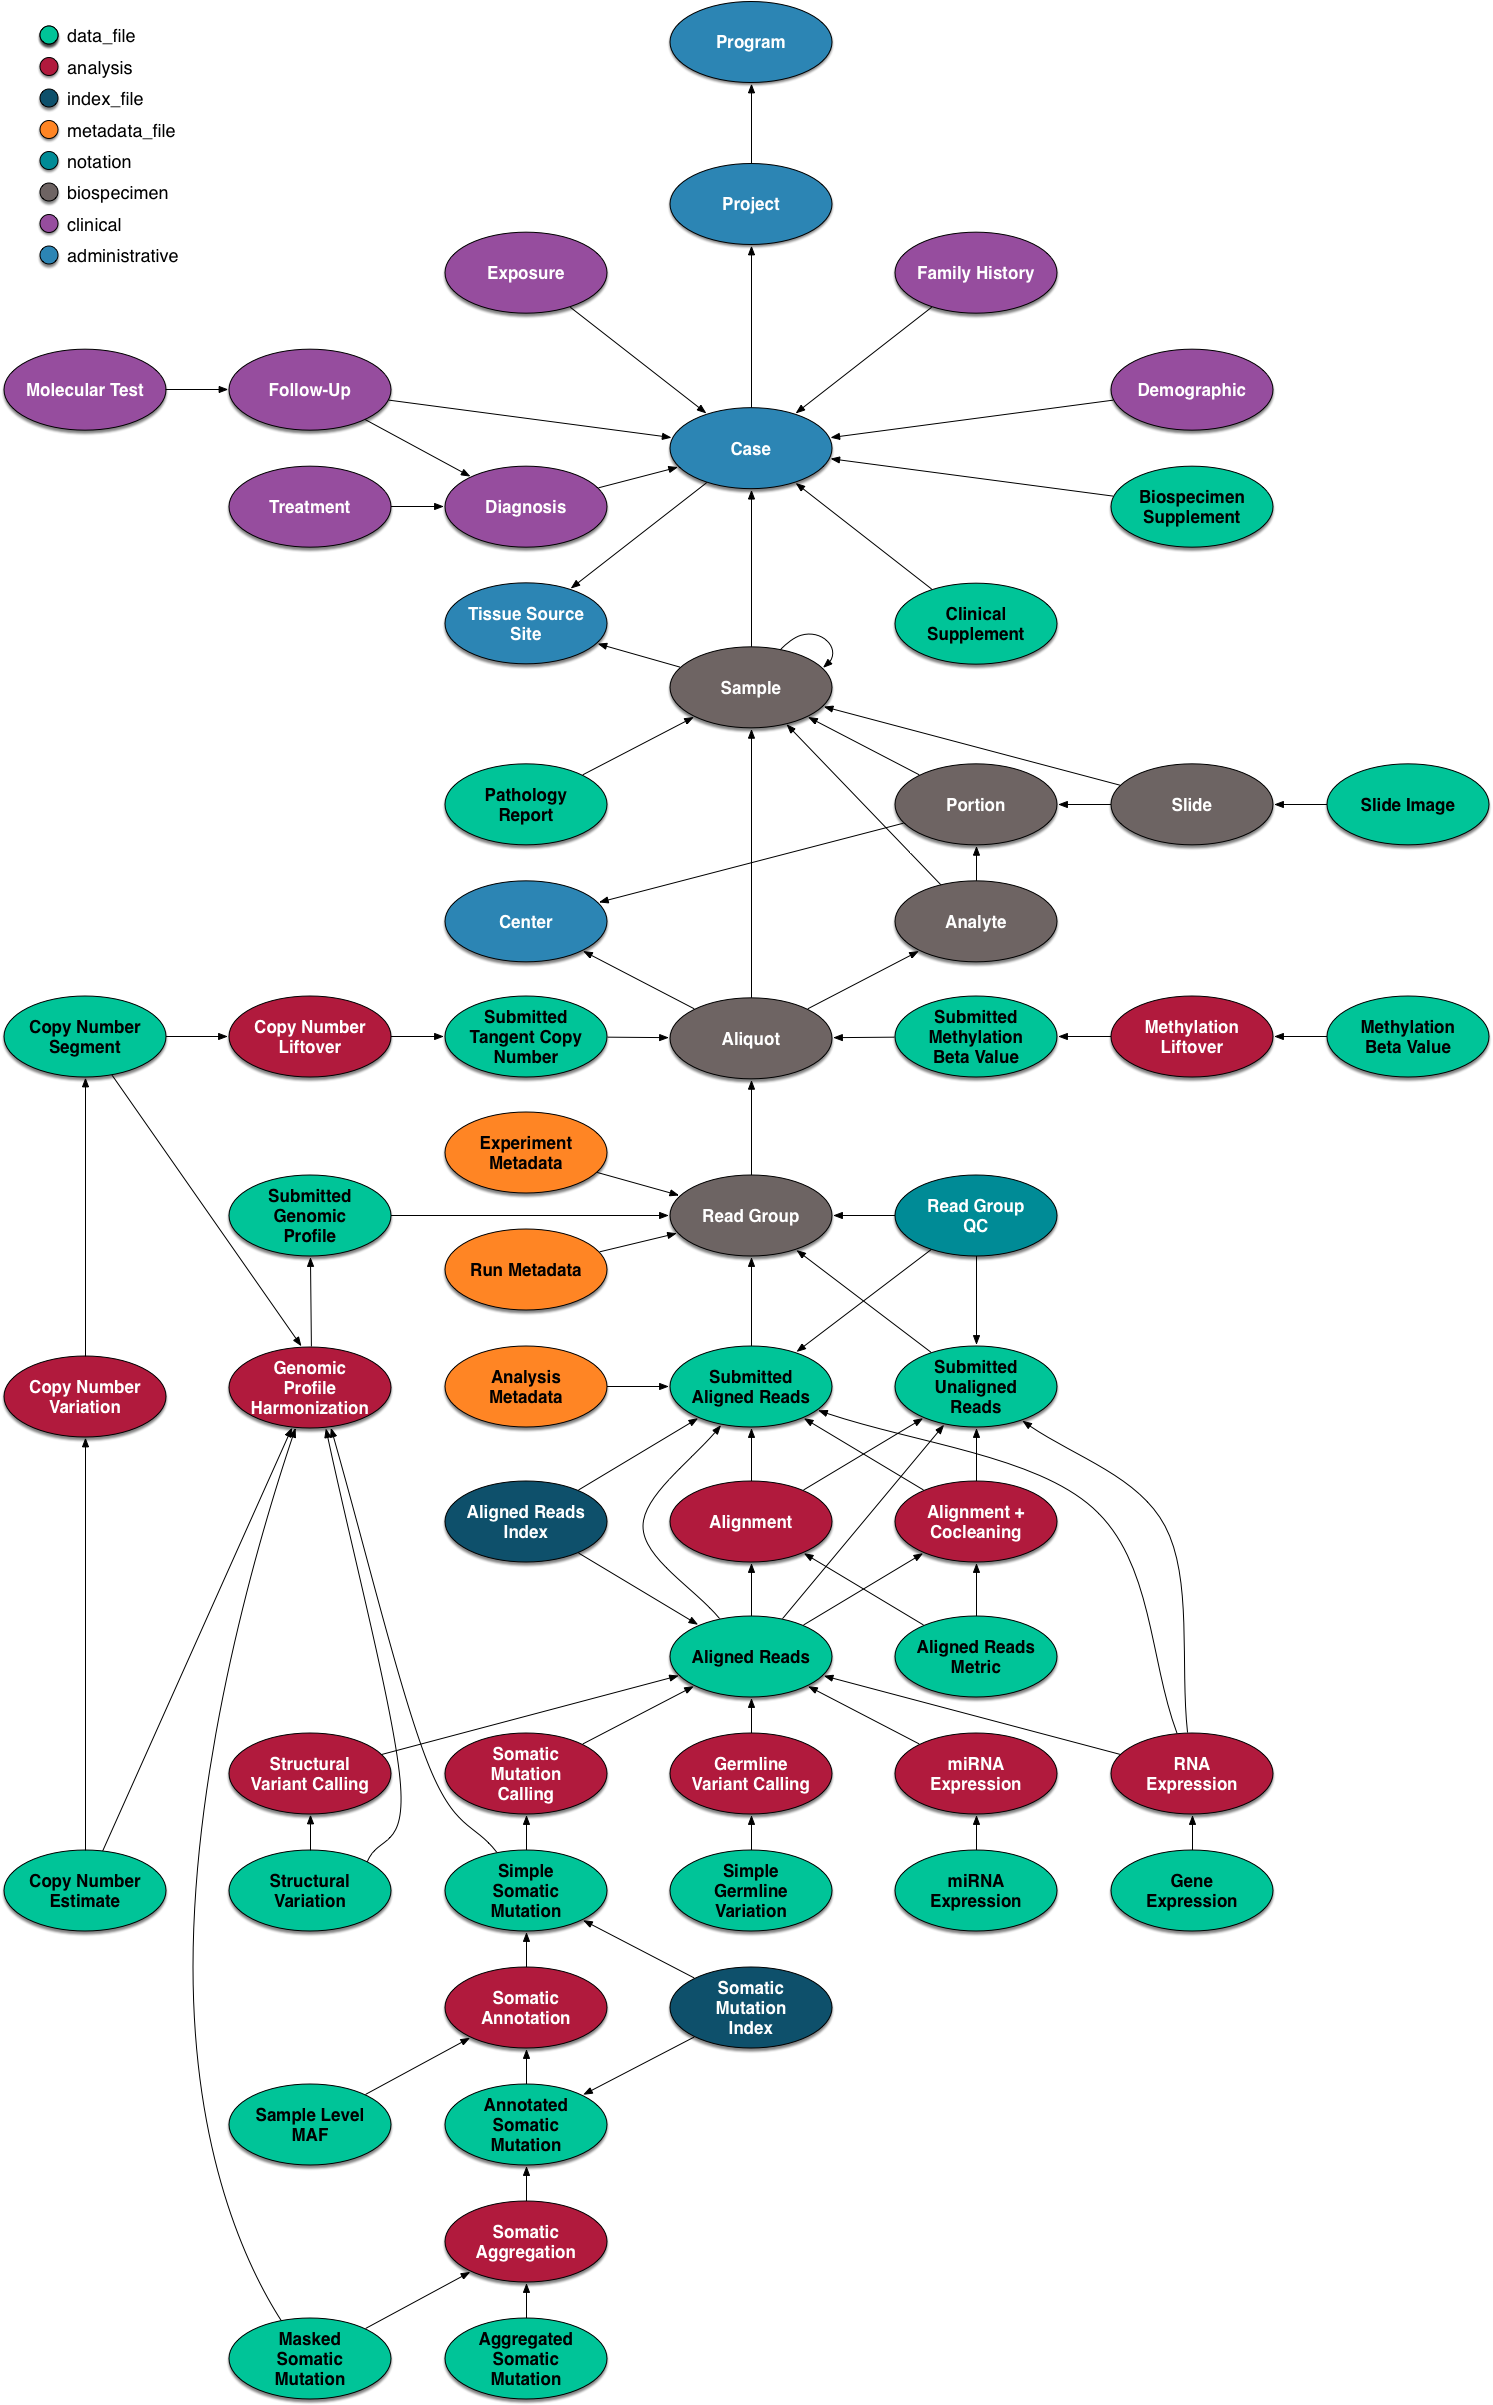 data_file
analysis
index_file
metadata_file
notation
biospecimen
clinical
administrative
Program
Project
Exposure
Family History
Molecular Test
Follow-Up
Demographic
Case
Treatment
Diagnosis
Biospecimen
Supplement
Tissue Source
Site
Clinical
Supplement
Sample
Pathology
Report
Portion
Slide
Slide Image
Center
Analyte
Copy Number
Segment
Copy Number
Liftover
Submitted
Tangent Copy
Number
Aliquot
Submitted
Methylation
Beta Value
Methylation
Liftover
Methylation
Beta Value
Experiment
Metadata
Submitted
Genomic
Profile
Read Group
Read Group
QC
Run Metadata
Copy Number
Variation
Genomic
Profile
Harmonization
Analysis
Metadata
Submitted
Aligned Reads
Submitted
Unaligned
Reads
Aligned Reads
Index
Alignment
Alignment +
Cocleaning
Aligned Reads
Aligned Reads
Metric
Structural
Variant Calling
Somatic
Mutation
Calling
Germline
Variant Calling
miRNA
Expression
RNA
Expression
Copy Number
Estimate
Structural
Variation
Simple
Somatic
Mutation
Simple
Germline
Variation
miRNA
Expression
Gene
Expression
Somatic
Annotation
Somatic
Mutation
Index
Sample Level
MAF
Annotated
Somatic
Mutation
Somatic
Aggregation
Masked
Somatic
Mutation
Aggregated
Somatic
Mutation